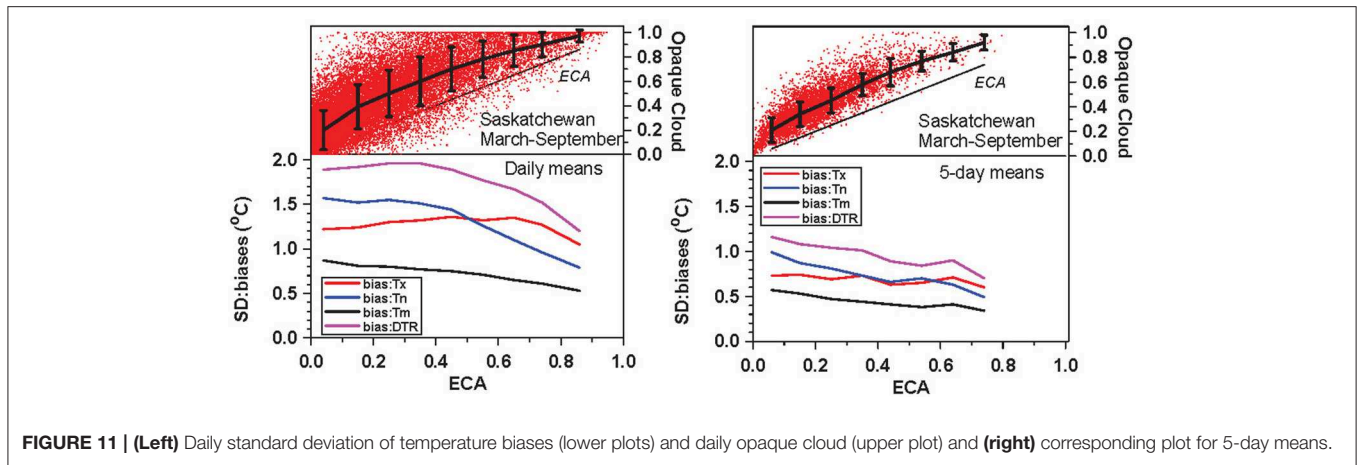 1.0
0.8
0.6
0.4
0.2
0.0
Opaque Cloud
ECA
Saskatchewan
March-September
2.0
1.5
1.0
0.5
0.0
SD:biases (°C)
Daily means
bias:Tx
bias:Tn
bias:Tm
bias:DTR
0.0 0.2 0.4 0.6 0.8 1.0
ECA
1.0
0.8
0.6
0.4
0.2
0.0
Opaque Cloud
ECA
Saskatchewan
March-September
2.0
1.5
1.0
0.5
0.0
SD:biases (°C)
5-day means
bias:Tx
bias:Tn
bias:Tm
bias:DTR
0.0 0.2 0.4 0.6 0.8 1.0
ECA
FIGURE 11 | (Left) Daily standard deviation of temperature biases (lower plots) and daily opaque cloud (upper plot) and (right) corresponding plot for 5-day means.